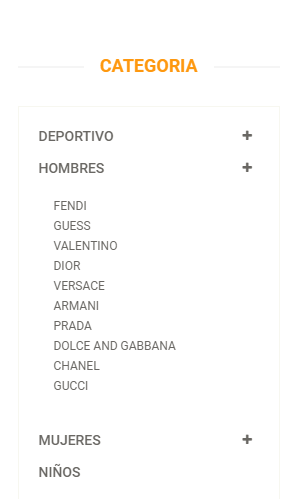 CATEGORIA
DEPORTIVO
HOMBRES
FENDI
GUESS
VALENTINO
DIOR
VERSACE
ARMANI
PRADA
DOLCE AND GABBANA
CHANEL
GUCCI
MUJERES
NIÑOS